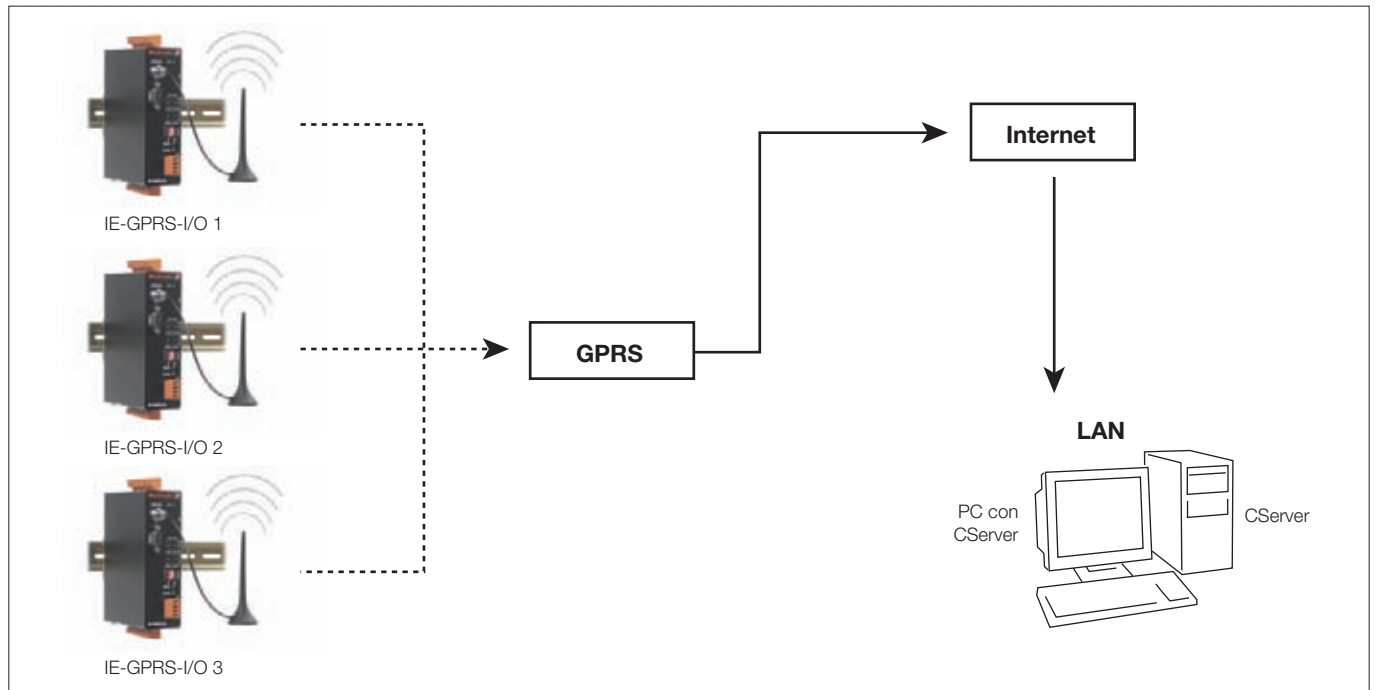 IE-GPRS-I/O 1
IE-GPRS-I/O 2
IE-GPRS-I/O 3
GPRS
Internet
LAN
PC con
CServer
CServer